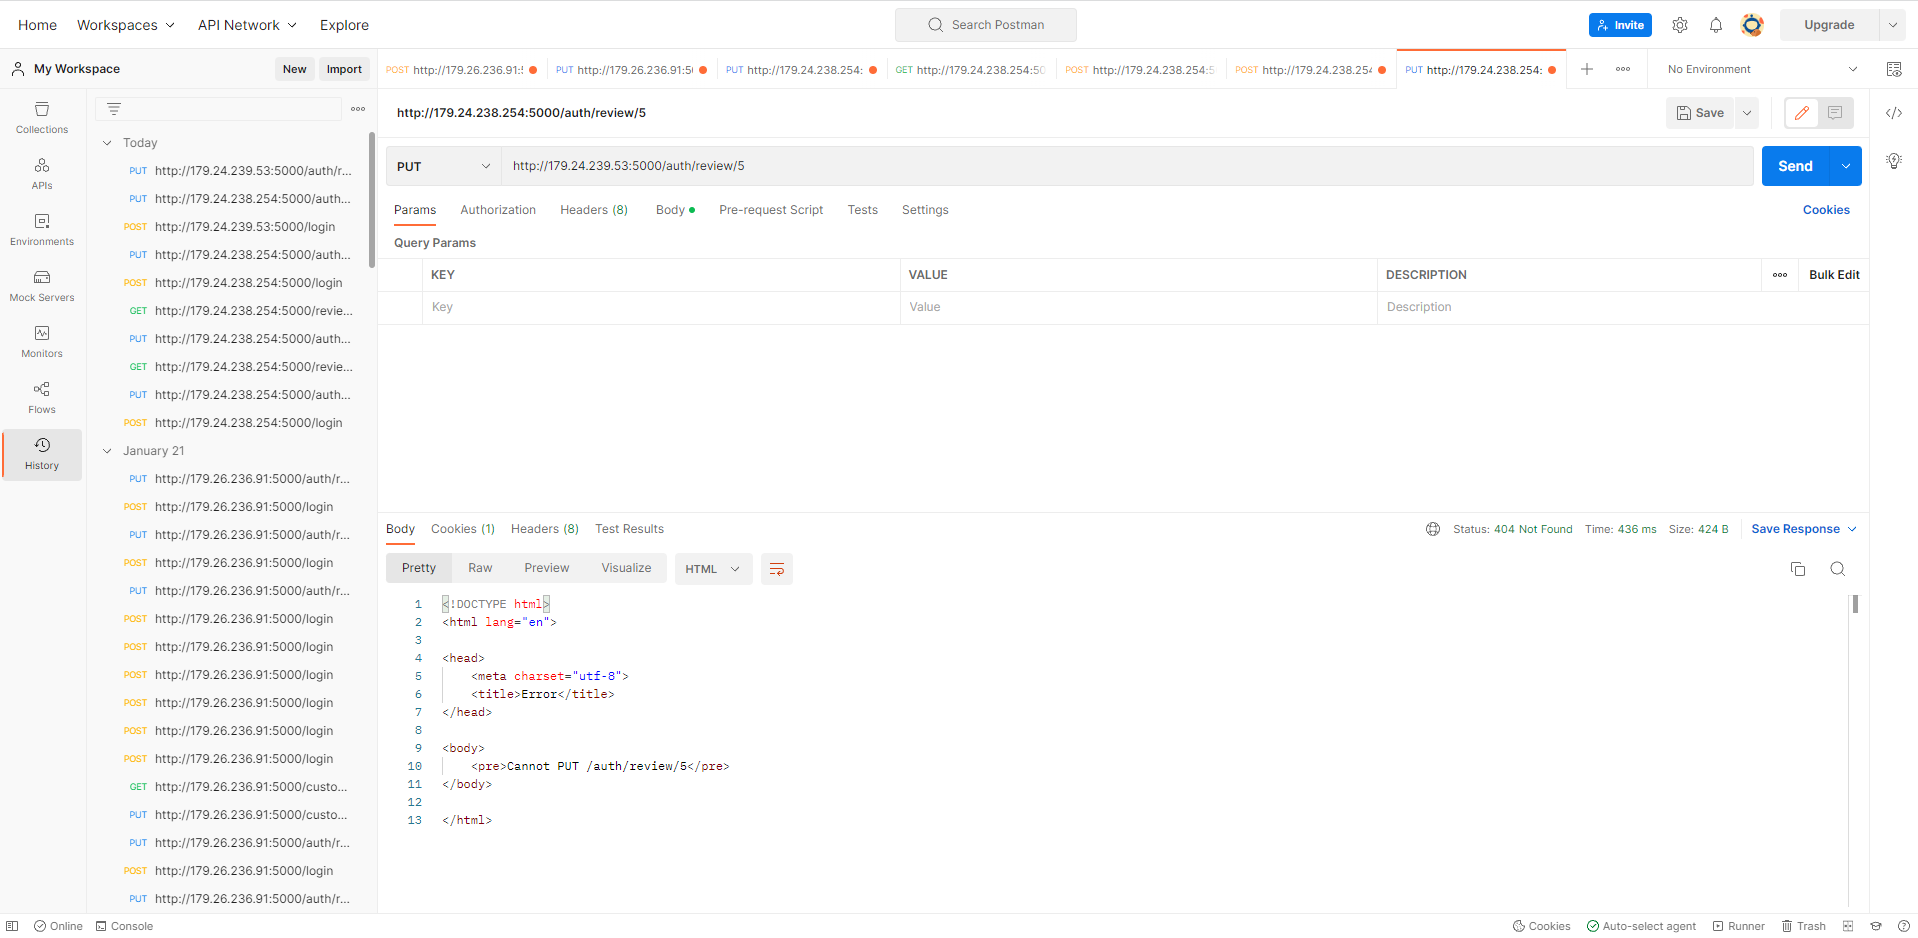 Home Workspaces API Network Explore Search Postman Invite Upgrade
My Workspace New Import
POST http://179.26.236.91:5 PUT http://179.26.236.91:5( PUT http://179.24.238.254: GET http://179.24.238.254:50 POST http://179.24.238.254:5 POST http://179.24.238.254 PUT http://179.24.238.254: No Environment
Collections
APIs
Environments
Mock Servers
Monitors
Flows
History
Today
PUT http://179.24.239.53:5000/auth/r...
PUT http://179.24.238.254:5000/auth...
POST http://179.24.239.53:5000/login
PUT http://179.24.238.254:5000/auth...
POST http://179.24.238.254:5000/login
GET http://179.24.238.254:5000/revie...
PUT http://179.24.238.254:5000/auth...
GET http://179.24.238.254:5000/revie...
PUT http://179.24.238.254:5000/auth...
POST http://179.24.238.254:5000/login
January 21
PUT http://179.26.236.91:5000/auth/r...
POST http://179.26.236.91:5000/login
PUT http://179.26.236.91:5000/auth/r...
POST http://179.26.236.91:5000/login
PUT http://179.26.236.91:5000/auth/r...
POST http://179.26.236.91:5000/login
POST http://179.26.236.91:5000/login
POST http://179.26.236.91:5000/login
POST http://179.26.236.91:5000/login
POST http://179.26.236.91:5000/login
POST http://179.26.236.91:5000/login
GET http://179.26.236.91:5000/custo...
PUT http://179.26.236.91:5000/custo...
PUT http://179.26.236.91:5000/auth/r...
POST http://179.26.236.91:5000/login
PUT http://179.26.236.91:5000/auth/r...
http://179.24.238.254:5000/auth/review/5 Save
PUT http://179.24.239.53:5000/auth/review/5 Send
Params Authorization Headers (8) Body Pre-request Script Tests Settings Cookies
Query Params
KEY VALUE DESCRIPTION Bulk Edit
Key Value Description
Body Cookies (1) Headers (8) Test Results Status: 404 Not Found Time: 436 ms Size: 424 B Save Response
Pretty Raw Preview Visualize HTML
1 <!DOCTYPE html>
2 <html lang="en">
3
4 <head>
5 <meta charset="utf-8">
6 <title>Error</title>
7 </head>
8
9 <body>
10 <pre>Cannot PUT /auth/review/5</pre>
11 </body>
12
13 </html>
Online Console Cookies Auto-select agent Runner Trash